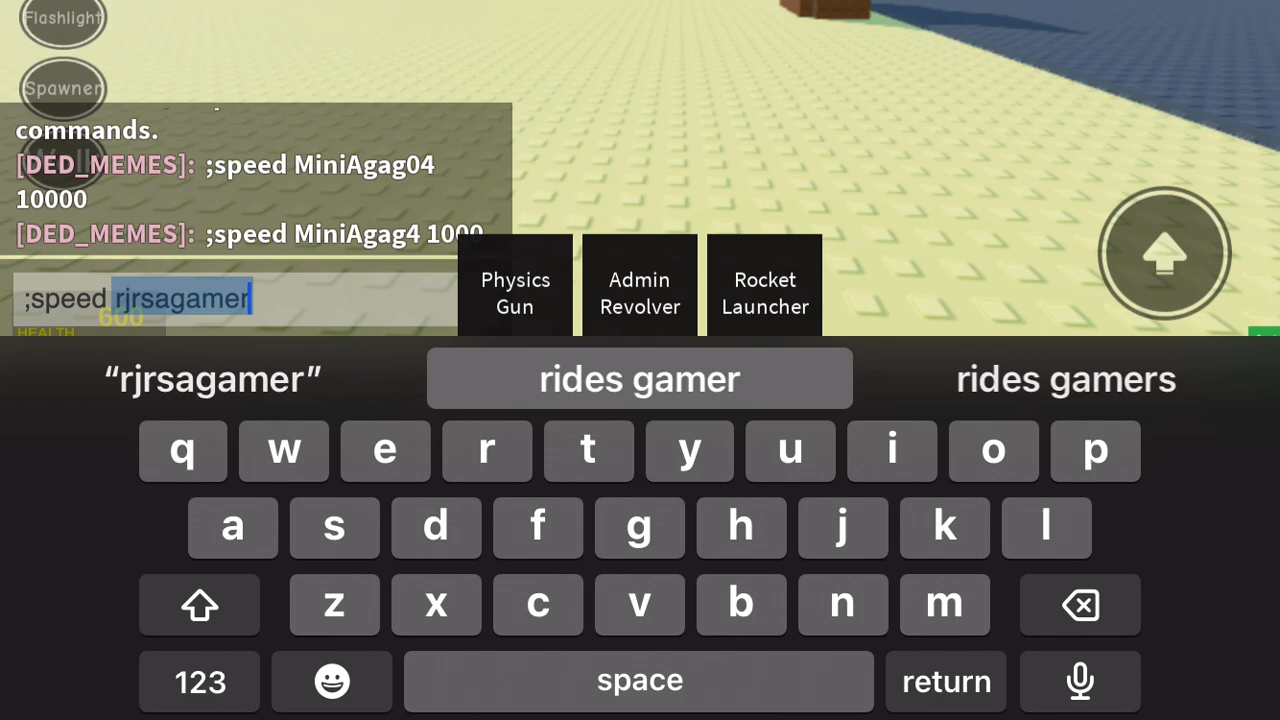 Flashlight
Spawner
commands.
[DED_MEMES]: ;speed MiniAgag04
10000
[DED_MEMES]: ;speed MiniAgag4 1000
;speed rjrsagamer
600
HEALTH
Physics
Gun
Admin
Revolver
Rocket
Launcher
“rjrsagamer” rides gamer rides gamers
q w e r t y u i o p
a s d f g h j k l
z x c v b n m
123 space return